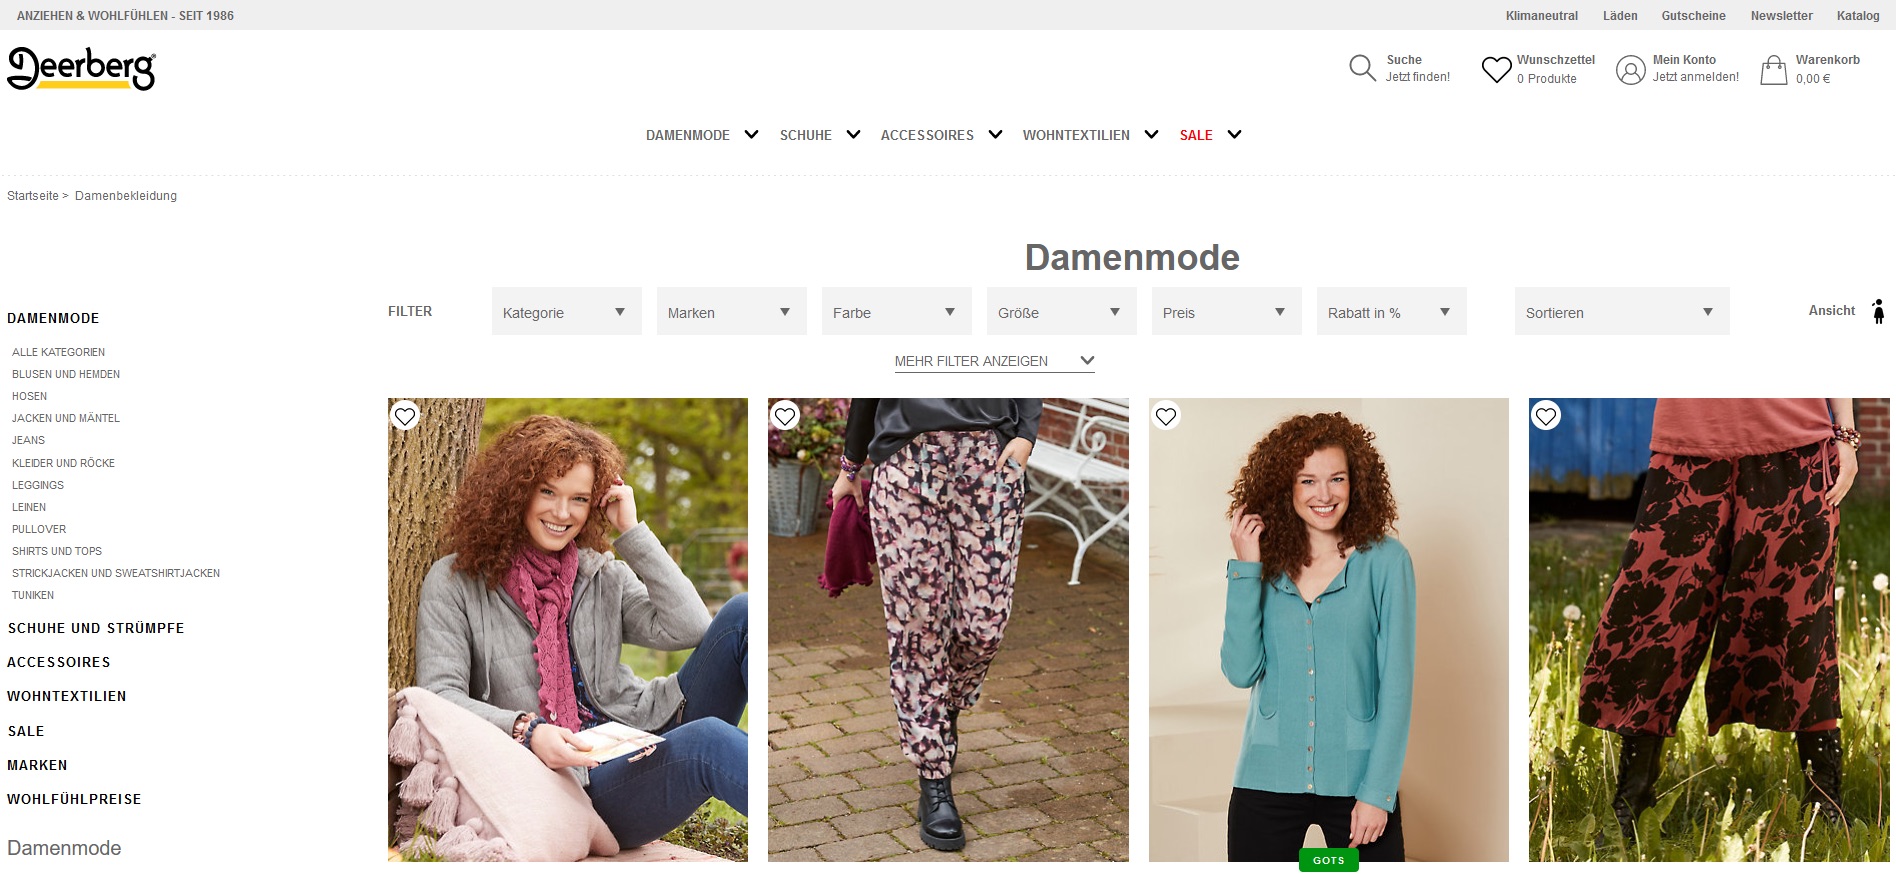 ANZIEHEN & WOHLFÜHLEN - SEIT 1986
Klimaneutral Läden Gutscheine Newsletter Katalog
Deerberg®
Suche
Jetzt finden!
Wunschzettel
0 Produkte
Mein Konto
Jetzt anmelden!
Warenkorb
0,00 €
DAMENMODE SCHUHE ACCESSOIRES WOHNTEXTILIEN SALE
Startseite > Damenbekleidung
Damenmode
FILTER Kategorie Marken Farbe Größe Preis Rabatt in % Sortieren Ansicht
MEHR FILTER ANZEIGEN
DAMENMODE
ALLE KATEGORIEN
BLUSEN UND HEMDEN
HOSEN
JACKEN UND MÄNTEL
JEANS
KLEIDER UND RÖCKE
LEGGINGS
LEINEN
PULLOVER
SHIRTS UND TOPS
STRICKJACKEN UND SWEATSHIRTJACKEN
TUNIKEN
SCHUHE UND STRÜMPFE
ACCESSOIRES
WOHNTEXTILIEN
SALE
MARKEN
WOHLFÜHLPREISE
Damenmode
GOTS